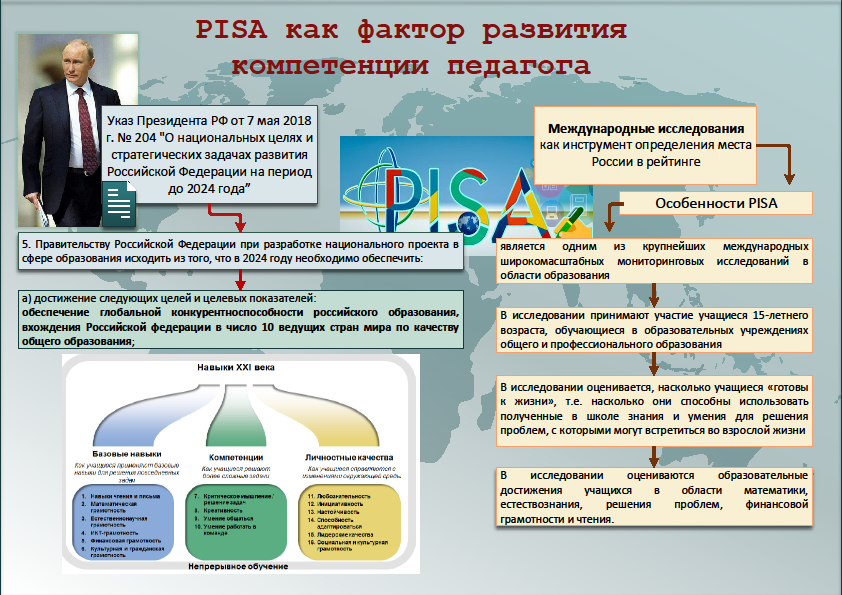 PISA как фактор развития
компетенции педагога
Указ Президента РФ от 7 мая 2018
г. № 204 "О национальных целях и
стратегических задачах развития
Российской Федерации на период
до 2024 года”
5. Правительству Российской Федерации при разработке национального проекта в
сфере образования исходить из того, что в 2024 году необходимо обеспечить:
а) достижение следующих целей и целевых показателей:
обеспечение глобальной конкурентноспособности российского образования,
вхождения Российской федерации в число 10 ведущих стран мира по качеству
общего образования;
Навыки XXI века
Базовые навыки
Как учащиеся применяют базовые
навыки для решения повседневных
задач
1. Навыки чтения и письма
2. Математическая
грамотность
3. Естественнонаучная
грамотность
4. ИКТ-грамотность
5. Финансовая грамотность
6. Культурная и гражданская
грамотность
Компетенции
Как учащиеся решают
более сложные задачи
7. Критическое мышление /
решение задач
8. Креативность
9. Умение общаться
10. Умение работать в
команде
Личностные качества
Как учащиеся справляются с
изменениями окружающей среды
11. Любознательность
12. Инициативность
13. Настойчивость
14. Способность
адаптироваться
15. Лидерские качества
16. Социальная и культурная
грамотность
Непрерывное обучение
PISA
Международные исследования
как инструмент определения места
России в рейтинге
Особенности PISA
является одним из крупнейших международных
широкомасштабных мониторинговых исследований в
области образования
В исследовании принимают участие учащиеся 15-летнего
возраста, обучающиеся в образовательных учреждениях
общего и профессионального образования
В исследовании оценивается, насколько учащиеся «готовы
к жизни», т.е. насколько они способны использовать
полученные в школе знания и умения для решения
проблем, с которыми могут встретиться во взрослой жизни
В исследовании оцениваются образовательные
достижения учащихся в области математики,
естествознания, решения проблем, финансовой
грамотности и чтения.